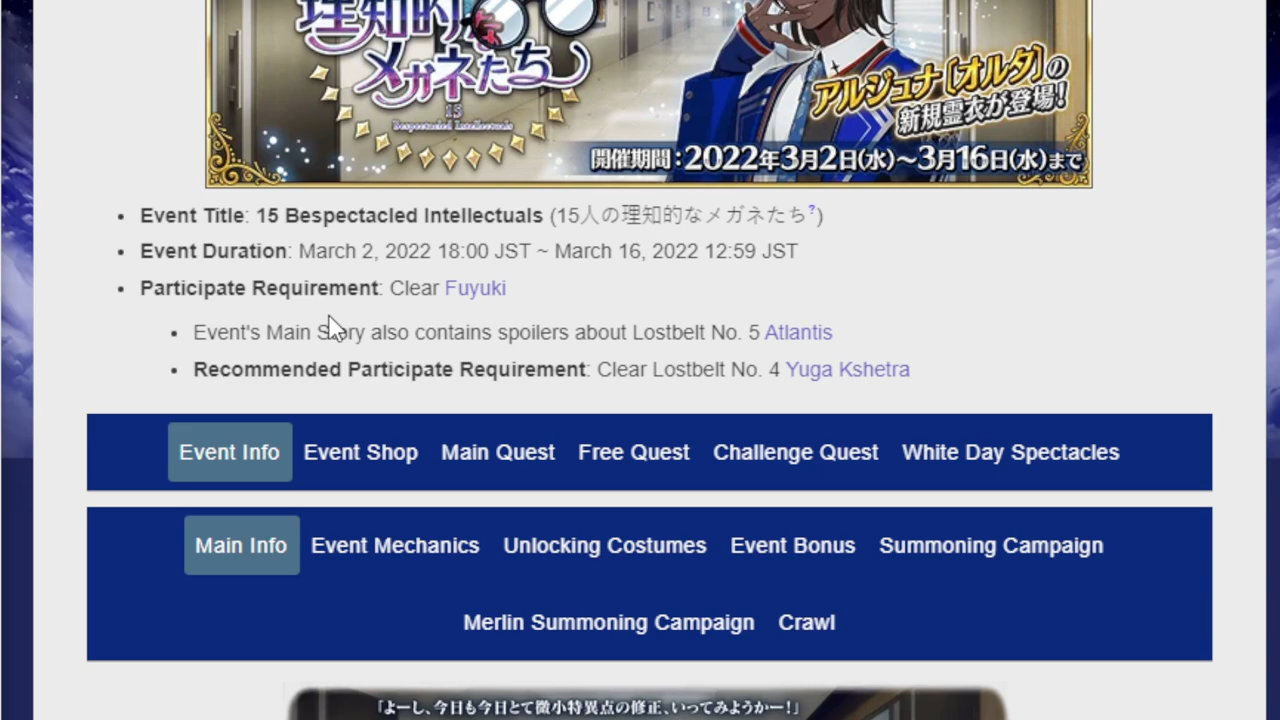 理知的な
メガネたち
15
Bespectacled Intellectuals
アルジュナ〔オルタ〕の
新規霊衣が登場!
開催期間：2022年3月2日(水)～3月16日(水)まで
• Event Title: 15 Bespectacled Intellectuals (15人の理知的なメガネたち?)
• Event Duration: March 2, 2022 18:00 JST ~ March 16, 2022 12:59 JST
• Participate Requirement: Clear Fuyuki
• Event's Main Story also contains spoilers about Lostbelt No. 5 Atlantis
• Recommended Participate Requirement: Clear Lostbelt No. 4 Yuga Kshetra
Event Info Event Shop Main Quest Free Quest Challenge Quest White Day Spectacles
Main Info Event Mechanics Unlocking Costumes Event Bonus Summoning Campaign
Merlin Summoning Campaign Crawl
「よーし、今日も今日とて微小特異点の修正、いってみようかー!」